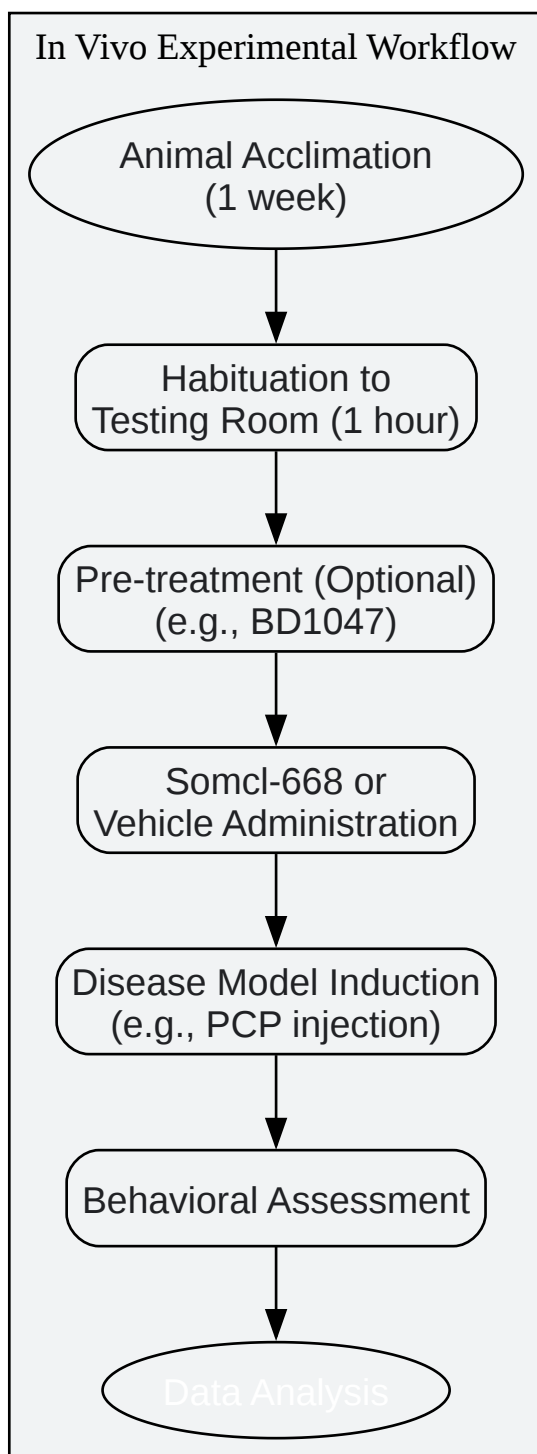 In Vivo Experimental Workflow
Animal Acclimation
(1 week)
Habituation to
Testing Room (1 hour)
Pre-treatment (Optional)
(e.g., BD1047)
Somcl-668 or
Vehicle Administration
Disease Model Induction
(e.g., PCP injection)
Behavioral Assessment
Data Analysis